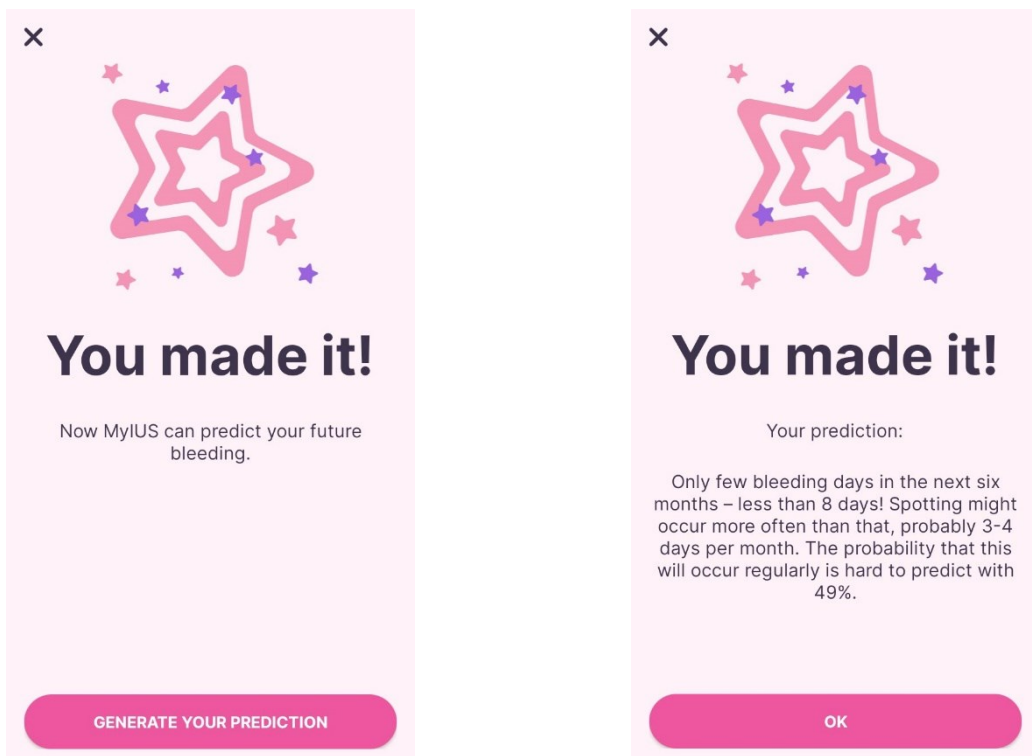 You made it!
Now MyIUS can predict your future
bleeding.
GENERATE YOUR PREDICTION
You made it!
Your prediction:
Only few bleeding days in the next six
months – less than 8 days! Spotting might
occur more often than that, probably 3-4
days per month. The probability that this
will occur regularly is hard to predict with
49%.
OK